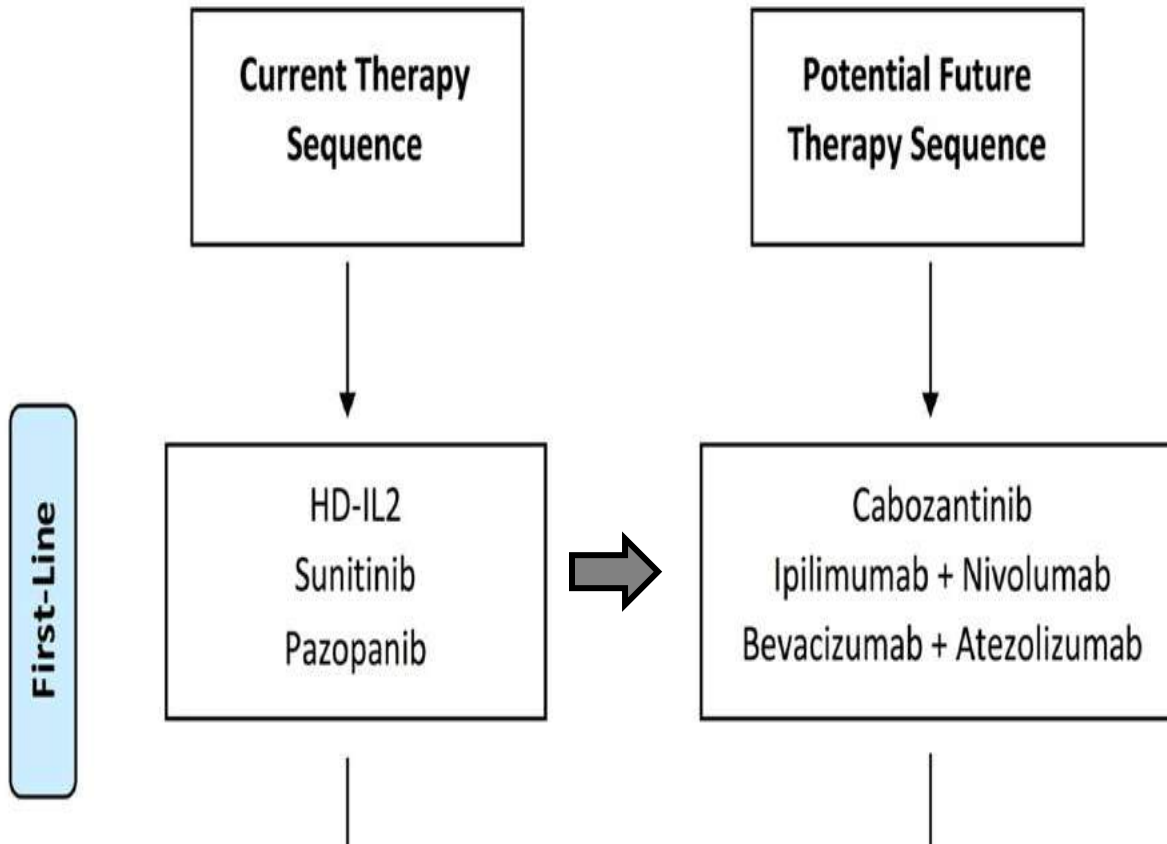 Current Therapy
Sequence
Potential Future
Therapy Sequence
First-Line
HD-IL2
Sunitinib
Pazopanib
Cabozantinib
Ipilimumab + Nivolumab
Bevacizumab + Atezolizumab